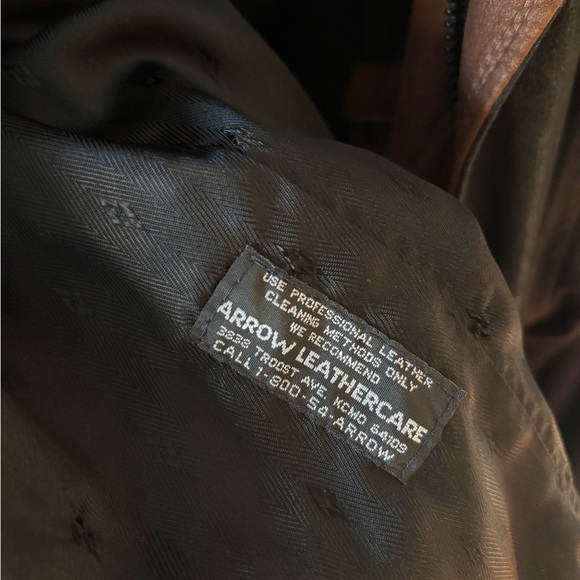 USE PROFESSIONAL LEATHER
CLEANING METHODS ONLY
WE RECOMMEND
ARROW LEATHERCARE
3838 TROOST AVE. KCMO 64109
CALL 1-800-54-ARROW